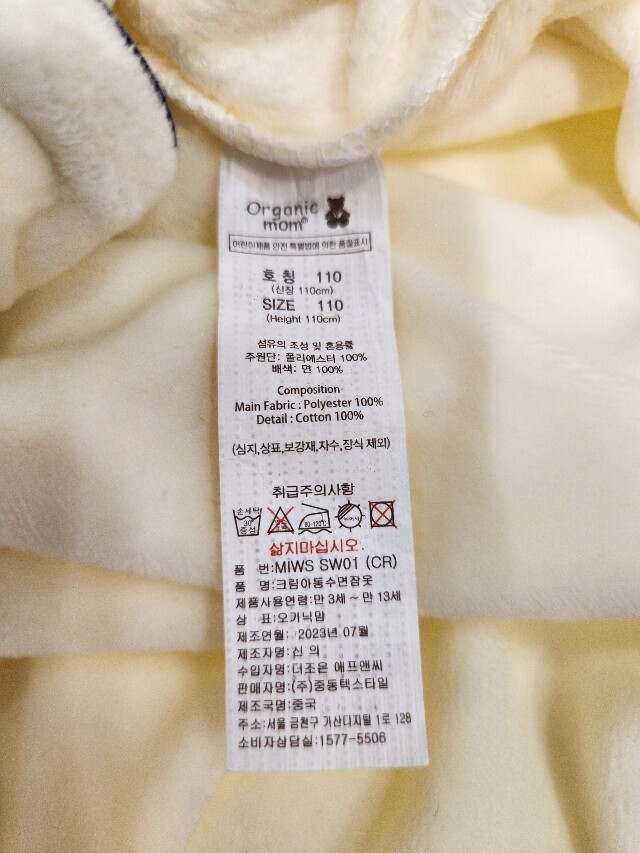 Organic
mom®
어린이제품 안전 특별법에 의한 품질표시
호 칭 110
(신장 110cm)
SIZE 110
(Height 110cm)
섬유의 조성 및 혼용률
주원단: 폴리에스터 100%
배색: 면 100%
Composition
Main Fabric : Polyester 100%
Detail : Cotton 100%
(심지,상표,보강재,자수,장식 제외)
취급주의사항
손세탁
30°
중성
80-120℃
삶지마십시오.
품 번:MIWS SW01 (CR)
품 명:크림아동수면잠옷
제품사용연령:만 3세 ~ 만 13세
상 표:오가닉맘
제조연월: 2023년 07월
제조자명:신 의
수입자명:더조은 에프앤씨
판매자명:(주)중동텍스타일
제조국명:중국
주소:서울 금천구 가산디지털 1로 128
소비자상담실:1577-5506